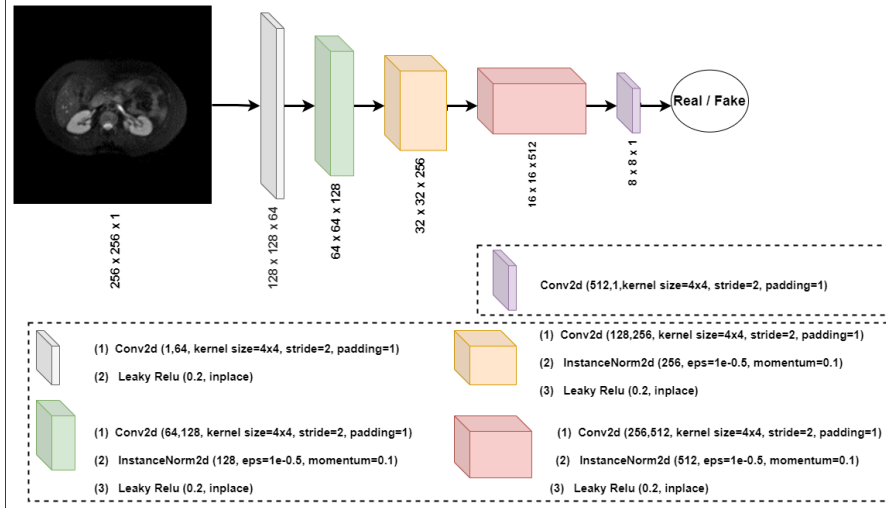 Real / Fake
256 x 256 x 1
128 x 128 x 64
64 x 64 x 128
32 x 32 x 256
16 x 16 x 512
8 x 8 x 1
Conv2d (512,1,kernel size=4x4, stride=2, padding=1)
(1) Conv2d (1,64, kernel size=4x4, stride=2, padding=1)
(2) Leaky Relu (0.2, inplace)
(1) Conv2d (128,256, kernel size=4x4, stride=2, padding=1)
(2) InstanceNorm2d (256, eps=1e-0.5, momentum=0.1)
(3) Leaky Relu (0.2, inplace)
(1) Conv2d (64,128, kernel size=4x4, stride=2, padding=1)
(2) InstanceNorm2d (128, eps=1e-0.5, momentum=0.1)
(3) Leaky Relu (0.2, inplace)
(1) Conv2d (256,512, kernel size=4x4, stride=2, padding=1)
(2) InstanceNorm2d (512, eps=1e-0.5, momentum=0.1)
(3) Leaky Relu (0.2, inplace)